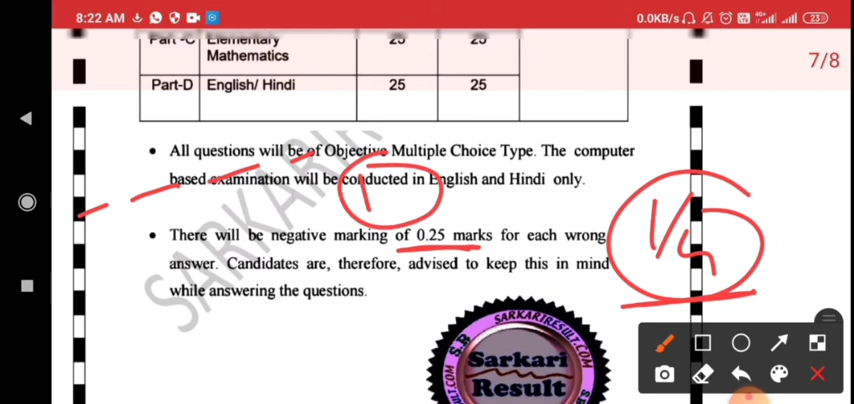 8:22 AM 0.0KB/s 4G+ 23
Part -C Elementary Mathematics 25 25
7/8
Part-D English/ Hindi 25 25
• All questions will be of Objective Multiple Choice Type. The computer
based examination will be conducted in English and Hindi only.
1
• There will be negative marking of 0.25 marks for each wrong
answer. Candidates are, therefore, advised to keep this in mind
while answering the questions.
1/4
SARKARI
SARKARIRESULT.COM
S.R
Sarkari
Result